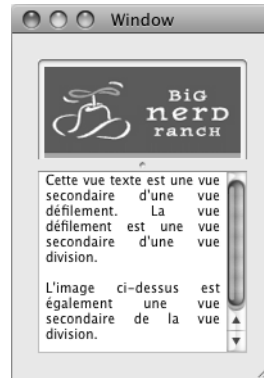 Window
BiG
nerD
ranch
Cette vue texte est une vue
secondaire d'une vue
défilement. La vue
défilement est une vue
secondaire d'une vue
division.
L'image ci-dessus est
également une vue
secondaire de la vue
division.